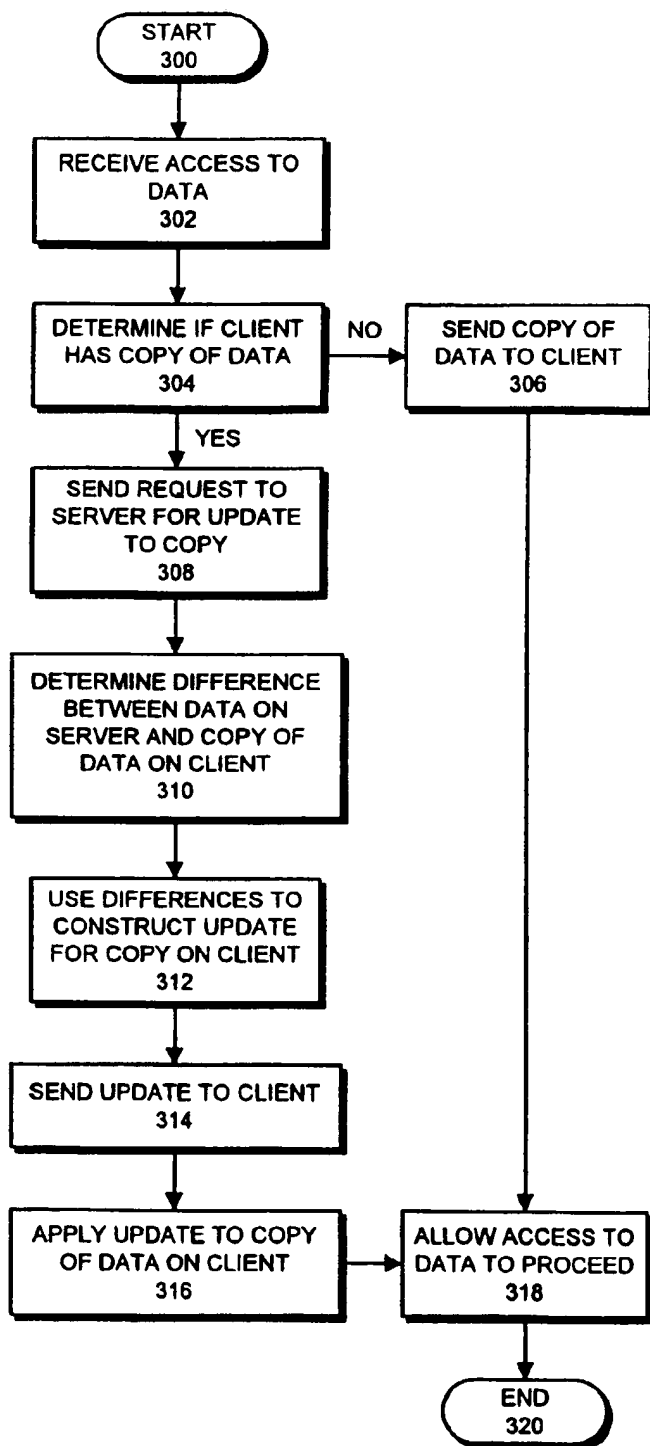 START
300
RECEIVE ACCESS TO
DATA
302
DETERMINE IF CLIENT
HAS COPY OF DATA
304
NO
SEND COPY OF
DATA TO CLIENT
306
YES
SEND REQUEST TO
SERVER FOR UPDATE
TO COPY
308
DETERMINE DIFFERENCE
BETWEEN DATA ON
SERVER AND COPY OF
DATA ON CLIENT
310
USE DIFFERENCES TO
CONSTRUCT UPDATE
FOR COPY ON CLIENT
312
SEND UPDATE TO CLIENT
314
APPLY UPDATE TO COPY
OF DATA ON CLIENT
316
ALLOW ACCESS TO
DATA TO PROCEED
318
END
320